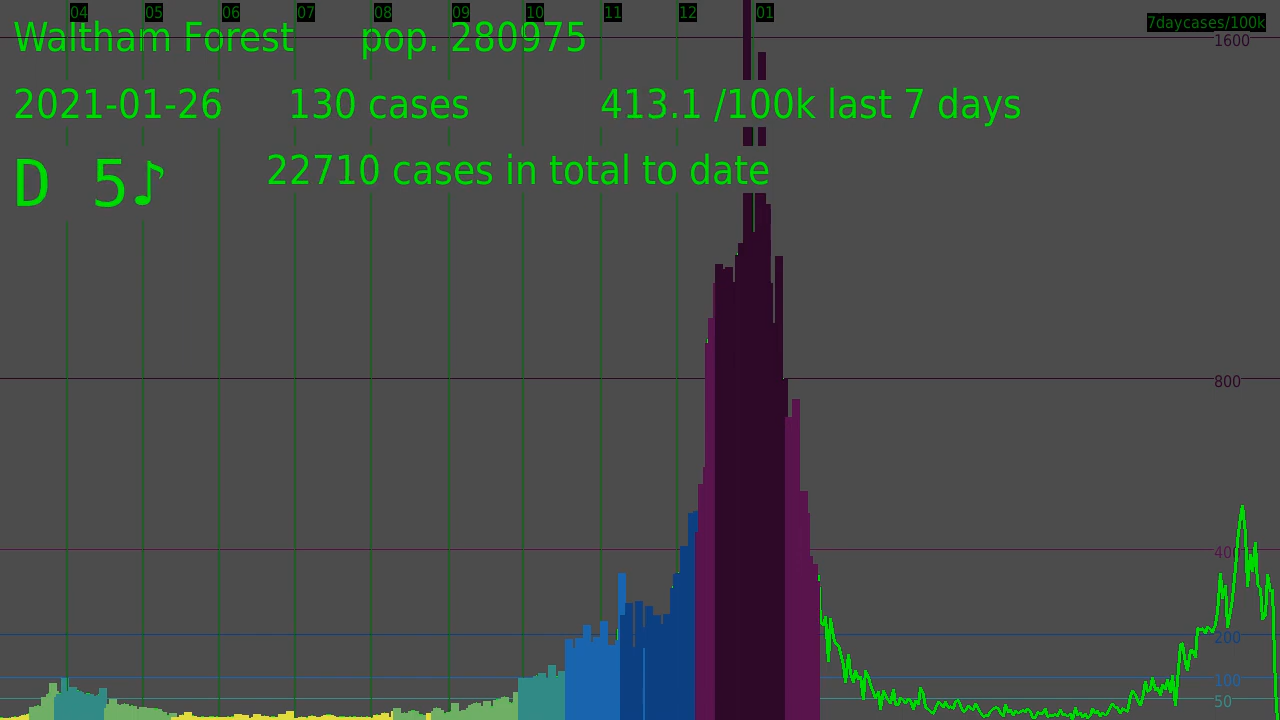 04 05 06 07 08 09 10 11 12 01
7daycases/100k
Waltham Forest pop. 280975
1600
2021-01-26 130 cases 413.1 /100k last 7 days
D 5♪ 22710 cases in total to date
800
400
200
100
50